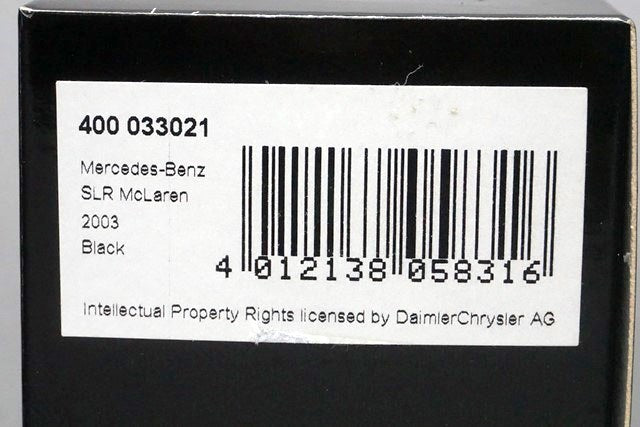 400 033021
Mercedes-Benz
SLR McLaren
2003
Black
4 012138 058316
Intellectual Property Rights licensed by DaimlerChrysler AG